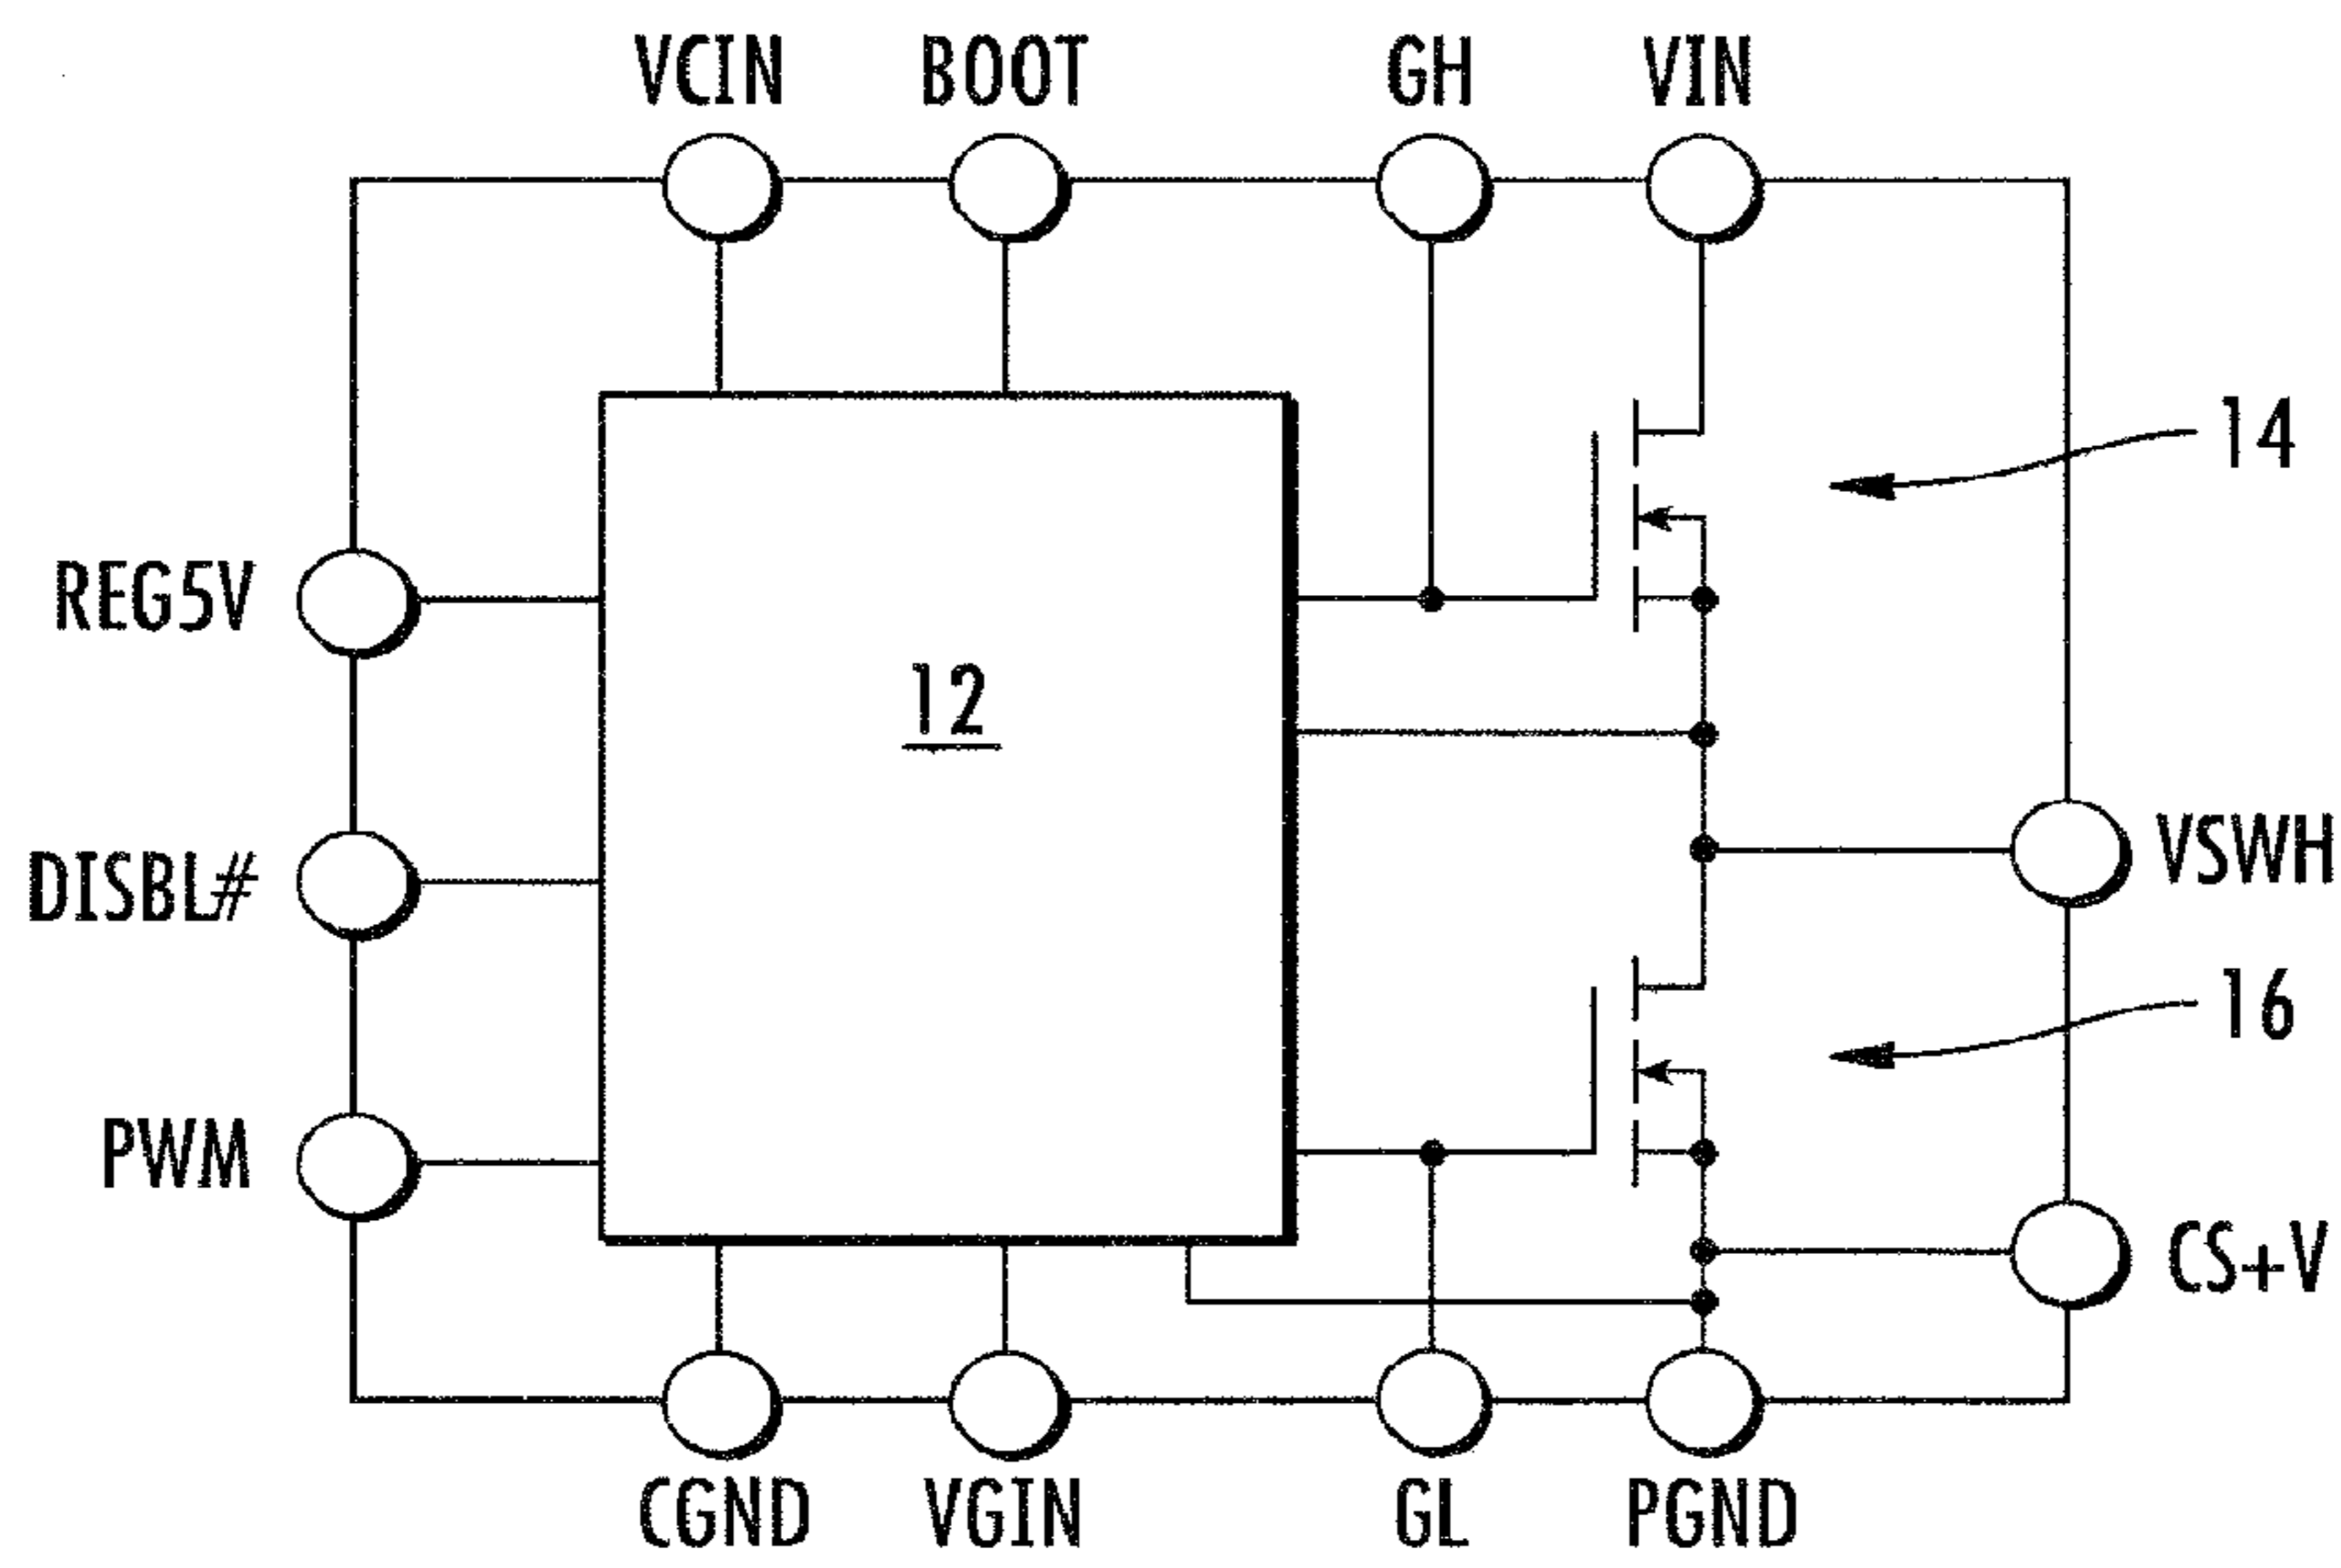 VCIN
BOOT
GH
VIN
14
REG5V
12
VSWH
DISBL#
16
PWM
CS+V
CGND
VGIN
GL
PGND